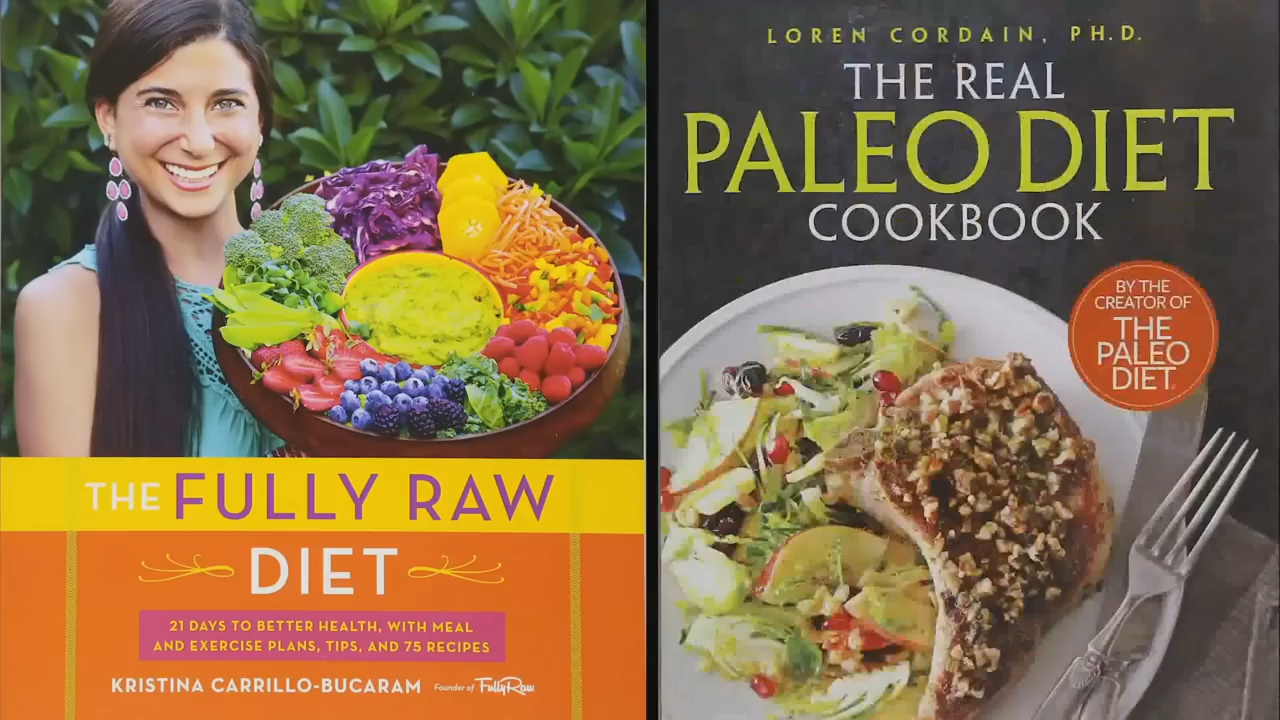 THE FULLY RAW
DIET
21 DAYS TO BETTER HEALTH, WITH MEAL
AND EXERCISE PLANS, TIPS, AND 75 RECIPES
KRISTINA CARRILLO-BUCARAM Founder of FullyRaw
LOREN CORDAIN, PH.D.
THE REAL
PALEO DIET
COOKBOOK
BY THE
CREATOR OF
THE
PALEO
DIET